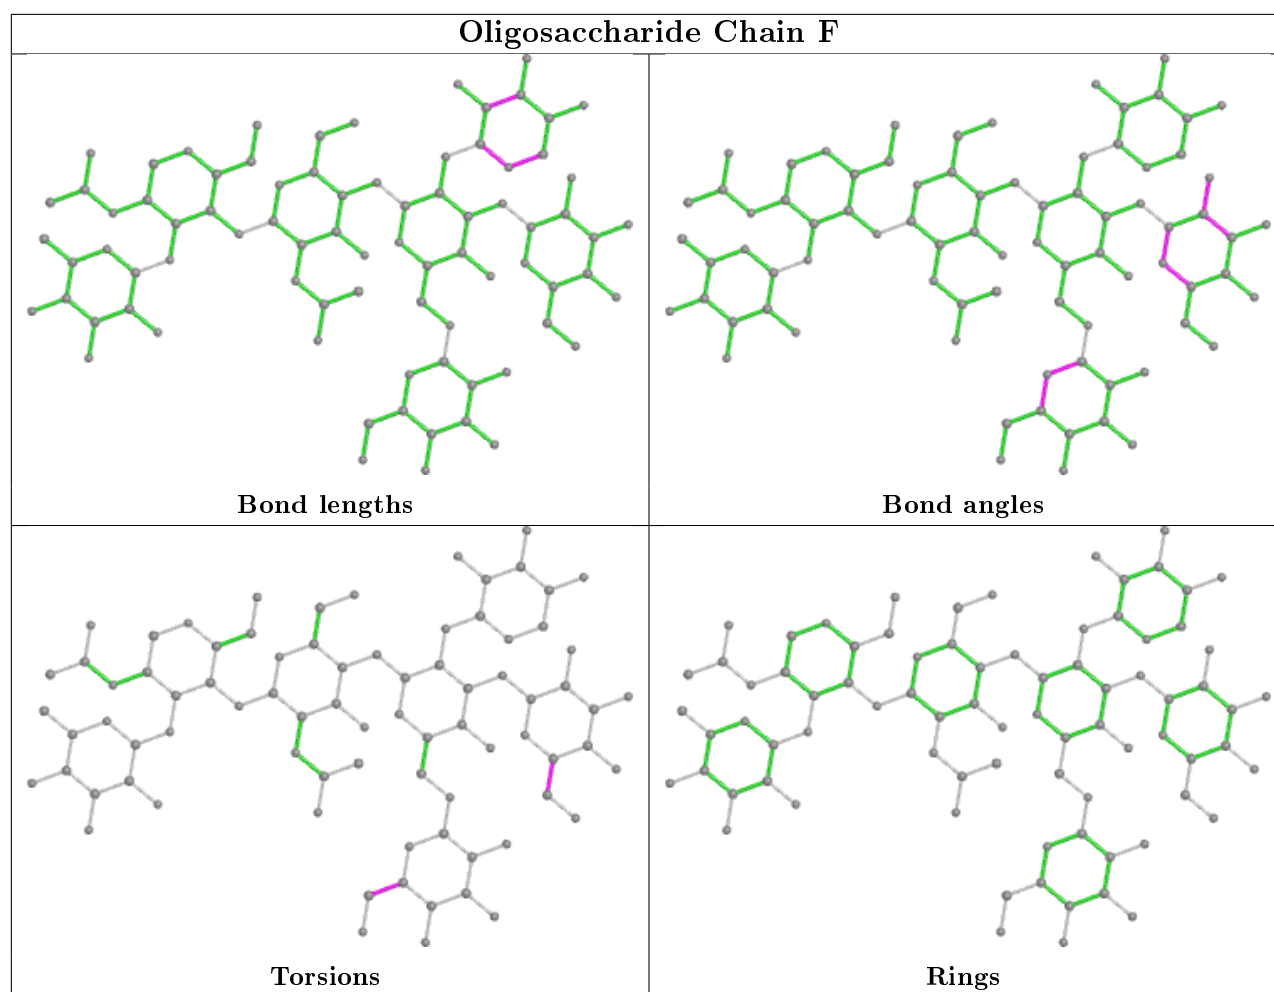 Oligosaccharide Chain F
Bond lengths
Bond angles
Torsions
Rings